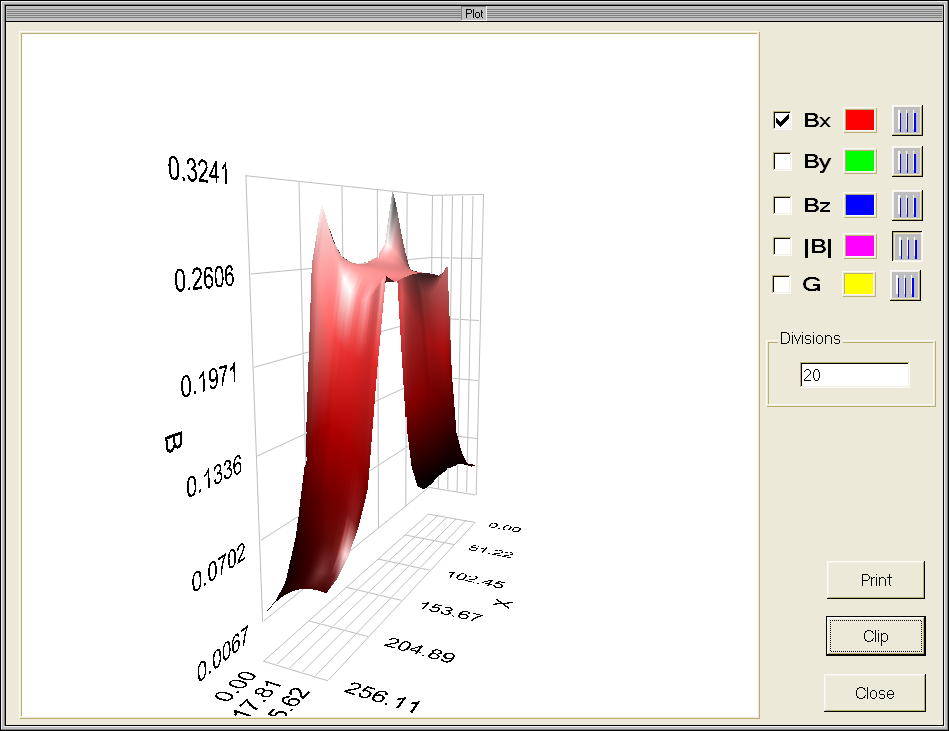 Plot
0.3241
0.2606
0.1971
B
0.1336
0.0702
0.0067
0.00
51.22
102.45
X
153.67
204.89
256.11
0.00
17.81
Bx
By
Bz
|B|
G
Divisions
20
Print
Clip
Close